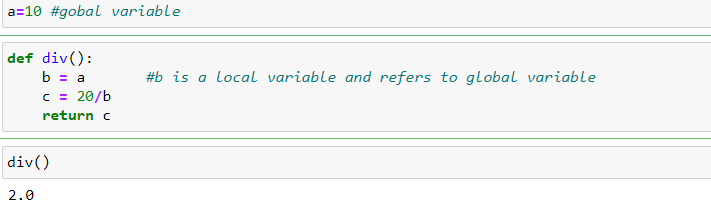 a=10 #gobal variable
def div():
    b = a       #b is a local variable and refers to global variable
    c = 20/b
    return c
div()
2.0